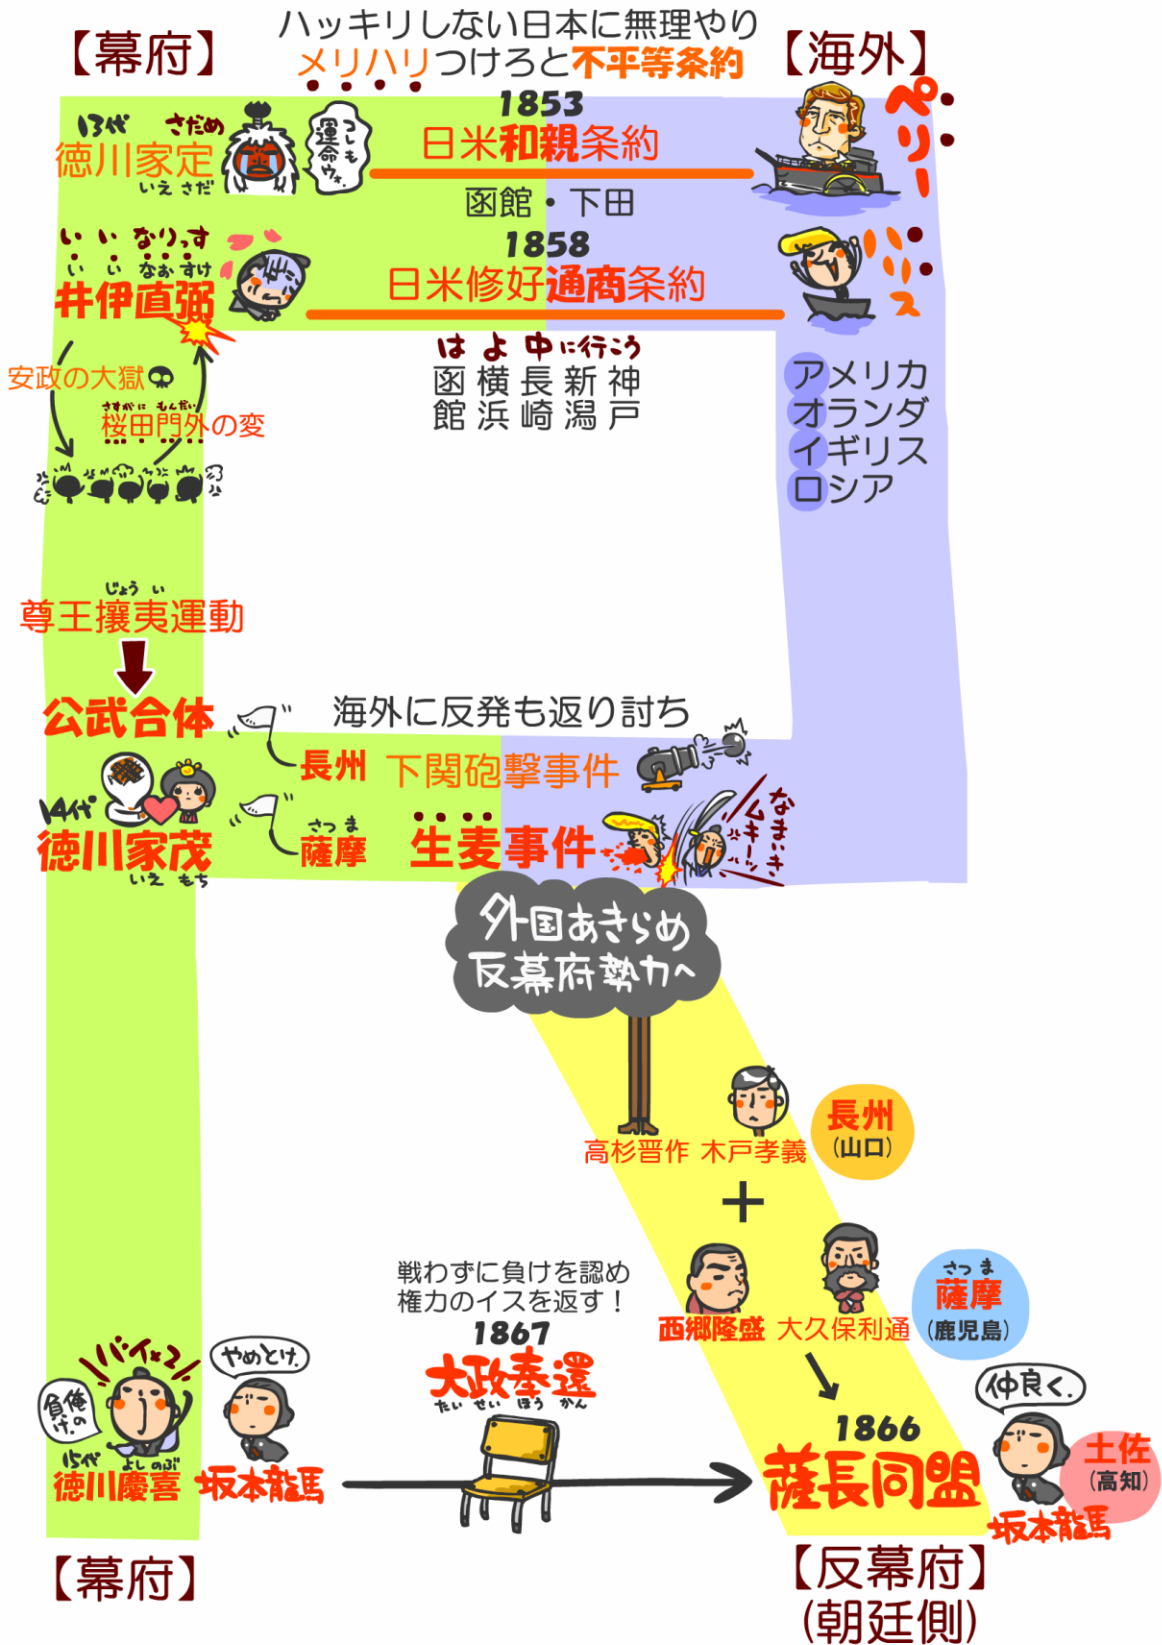 ハッキリしない日本に無理やり
メリハリつけろと不平等条約
【幕府】
【海外】
13代 さだめ
徳川家定
いえ さだ
これも
運命ウォ。
1853
日米和親条約
函館・下田
ペリー
いい なりっす
い い なお すけ
井伊直弼
1858
日米修好通商条約
ハリス
はよ中に行こう
函館 横浜 長崎 新潟 神戸
アメリカ
オランダ
イギリス
ロシア
安政の大獄
さすがに もんだい
桜田門外の変
じょう い
尊王攘夷運動
公武合体
14代
徳川家茂
いえ もち
海外に反発も返り討ち
長州 下関砲撃事件
さつ ま
薩摩 生麦事件
なまいき
ムキーッ
外国あきらめ
反幕府勢力へ
高杉晋作 木戸孝義
長州
(山口)
＋
西郷隆盛 大久保利通
さつ ま
薩摩
(鹿児島)
戦わずに負けを認め
権力のイスを返す！
1867
大政奉還
たい せい ほう かん
バイ×2
俺の
負け。
15代 よしのぶ
徳川慶喜
やめとけ。
坂本龍馬
1866
薩長同盟
仲良く。
土佐
(高知)
坂本龍馬
【幕府】
【反幕府】
(朝廷側)